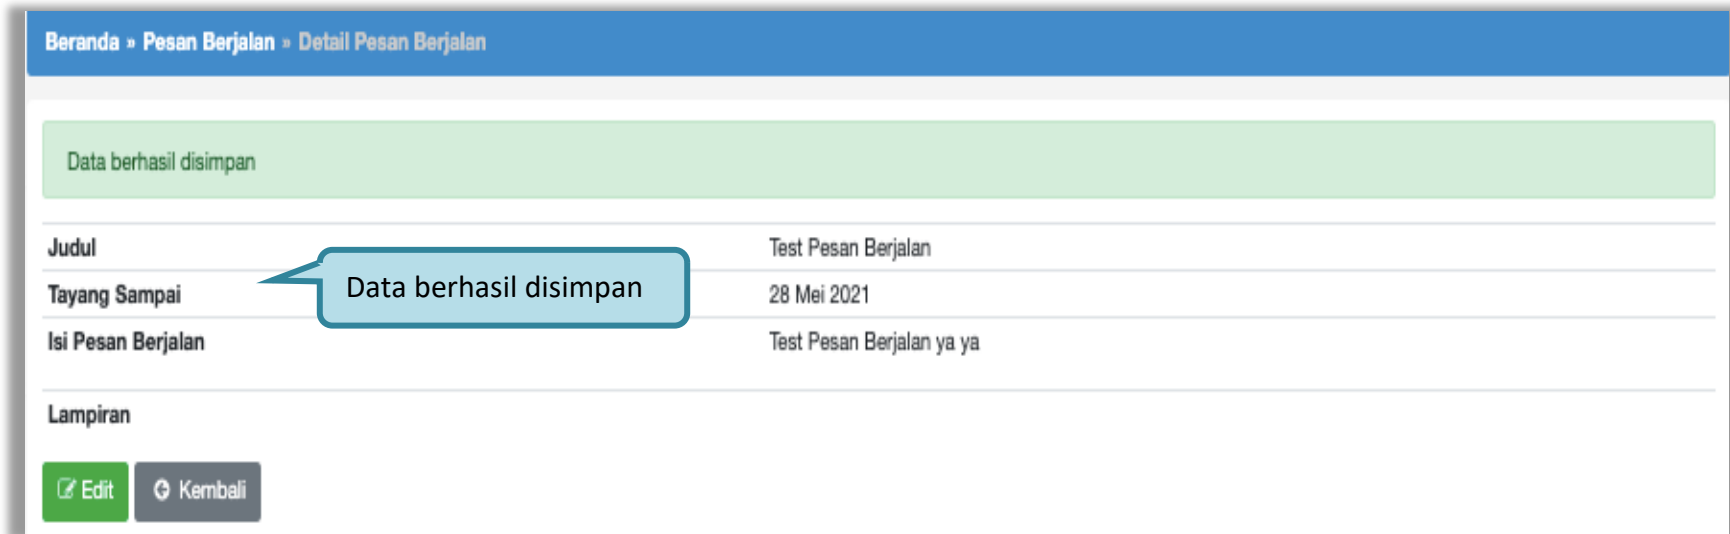 Beranda » Pesan Berjalan » Detail Pesan Berjalan
Data berhasil disimpan
Judul Test Pesan Berjalan
Data berhasil disimpan
Tayang Sampai 28 Mei 2021
Isi Pesan Berjalan Test Pesan Berjalan ya ya
Lampiran
Edit Kembali